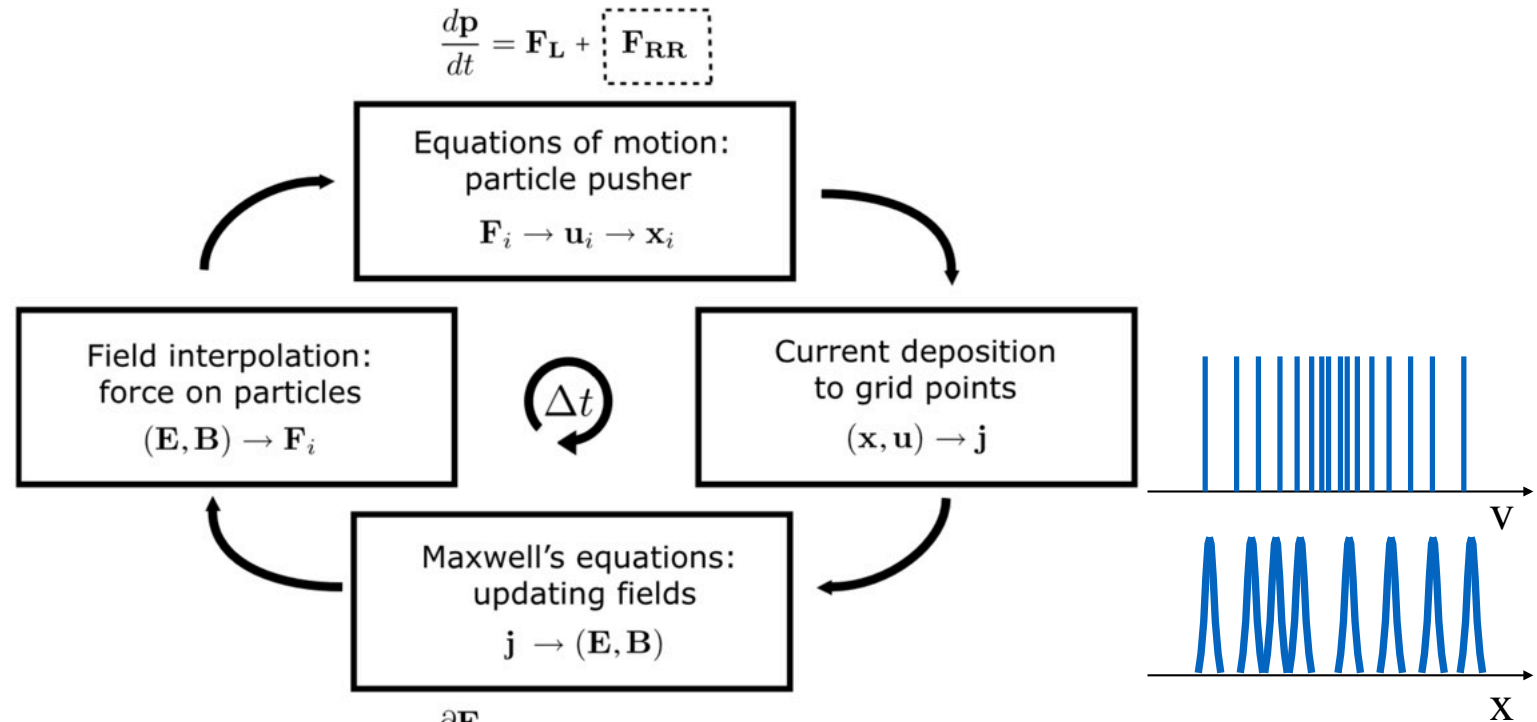 dp/dt = F_L + F_RR
Equations of motion:
particle pusher
F_i → u_i → x_i
Field interpolation:
force on particles
(E, B) → F_i
Δt
Current deposition
to grid points
(x, u) → j
Maxwell's equations:
updating fields
j → (E, B)
V
X